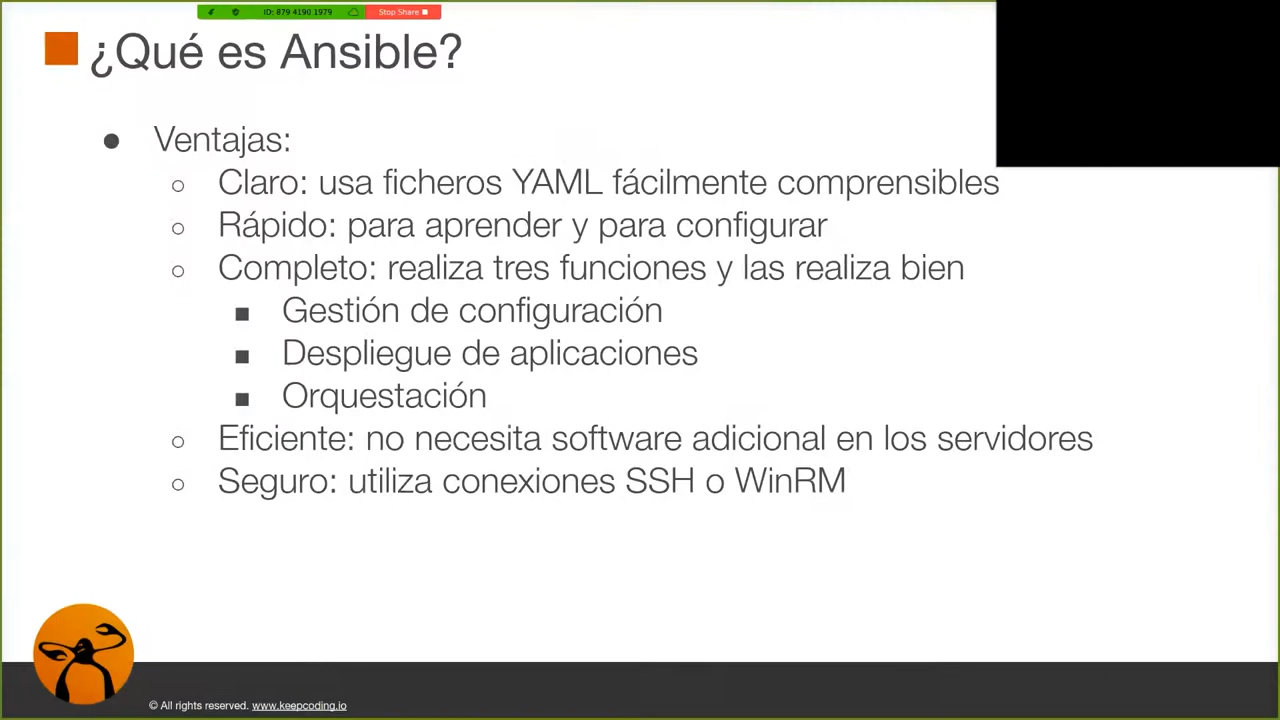 ID: 879 4190 1979 Stop Share
¿Qué es Ansible?
● Ventajas:
○ Claro: usa ficheros YAML fácilmente comprensibles
○ Rápido: para aprender y para configurar
○ Completo: realiza tres funciones y las realiza bien
■ Gestión de configuración
■ Despliegue de aplicaciones
■ Orquestación
○ Eficiente: no necesita software adicional en los servidores
○ Seguro: utiliza conexiones SSH o WinRM
© All rights reserved. www.keepcoding.io